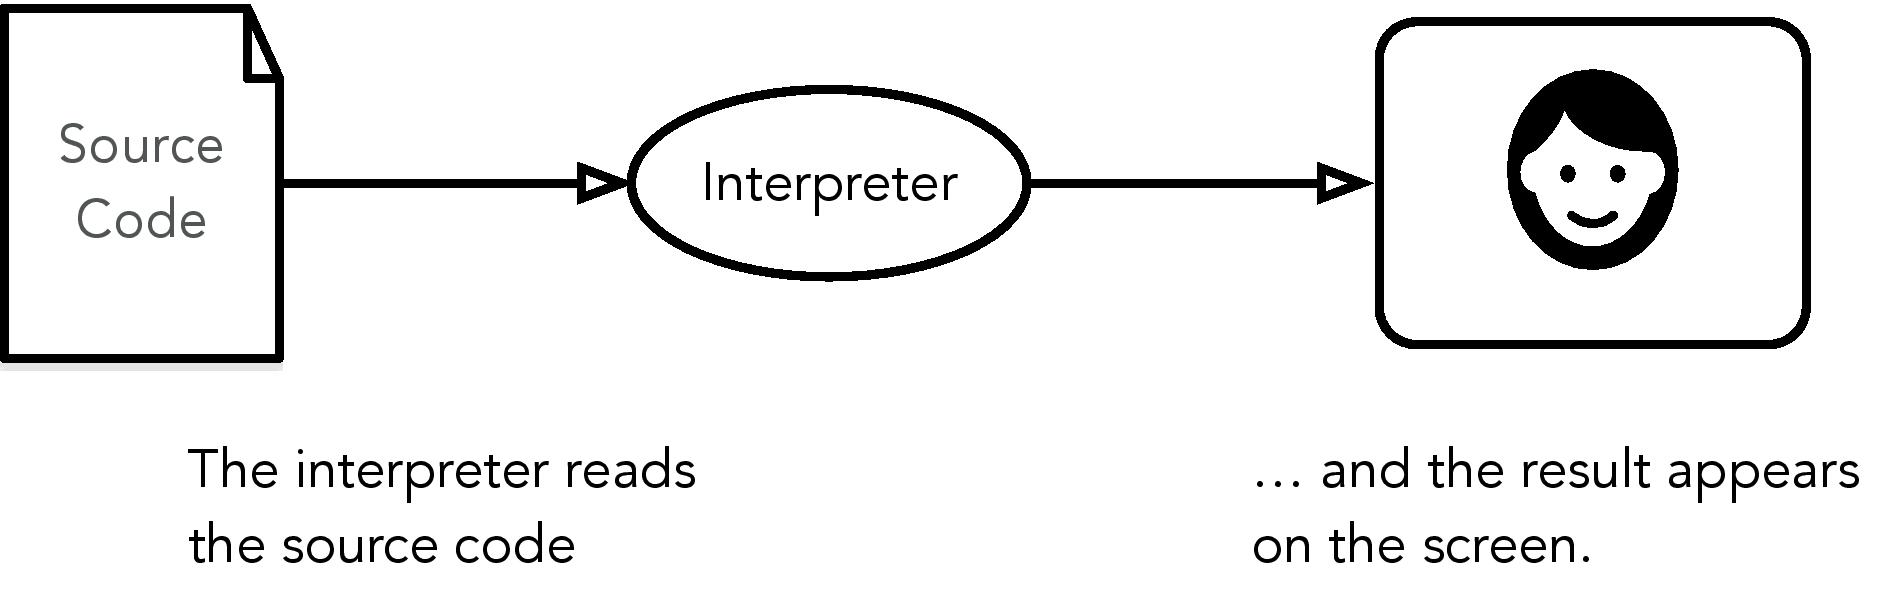 Source
Code
Interpreter
The interpreter reads
the source code
… and the result appears
on the screen.